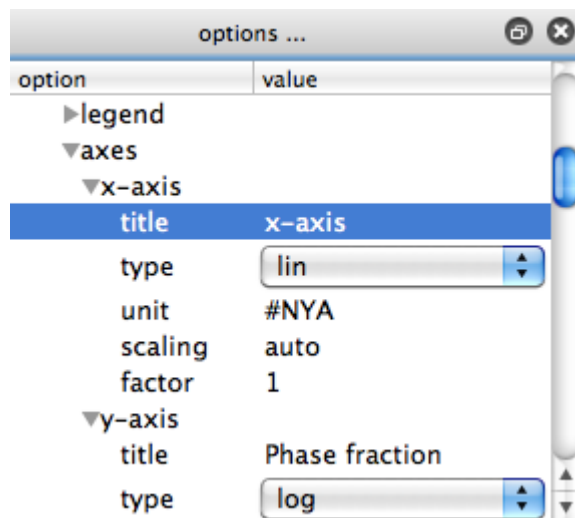 options ...
option value
legend
axes
x-axis
title x-axis
type lin
unit #NYA
scaling auto
factor 1
y-axis
title Phase fraction
type log